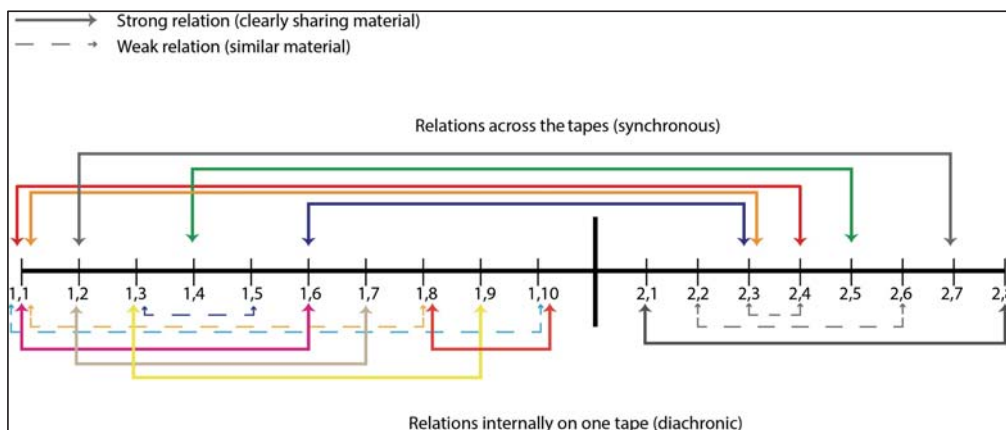 Strong relation (clearly sharing material)
Weak relation (similar material)
Relations across the tapes (synchronous)
1,1 1,2 1,3 1,4 1,5 1,6 1,7 1,8 1,9 1,10 2,1 2,2 2,3 2,4 2,5 2,6 2,7
Relations internally on one tape (diachronic)